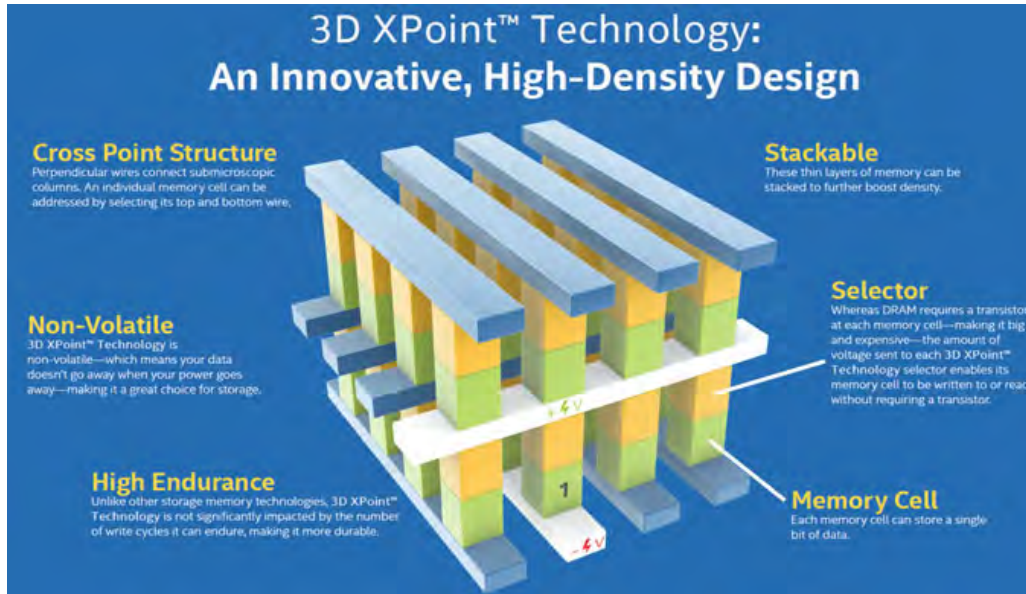 3D XPoint™ Technology:
An Innovative, High-Density Design
Cross Point Structure
Perpendicular wires connect submicroscopic
columns. An individual memory cell can be
addressed by selecting its top and bottom wire.
Non-Volatile
3D XPoint™ Technology is
non-volatile—which means your data
doesn't go away when your power goes
away—making it a great choice for storage.
High Endurance
Unlike other storage memory technologies, 3D XPoint™
Technology is not significantly impacted by the number
of write cycles it can endure, making it more durable.
Stackable
These thin layers of memory can be
stacked to further boost density.
Selector
Whereas DRAM requires a transistor
at each memory cell—making it big
and expensive—the amount of
voltage sent to each 3D XPoint™
Technology selector enables its
memory cell to be written to or read
without requiring a transistor.
Memory Cell
Each memory cell can store a single
bit of data.
+ V
1
- V